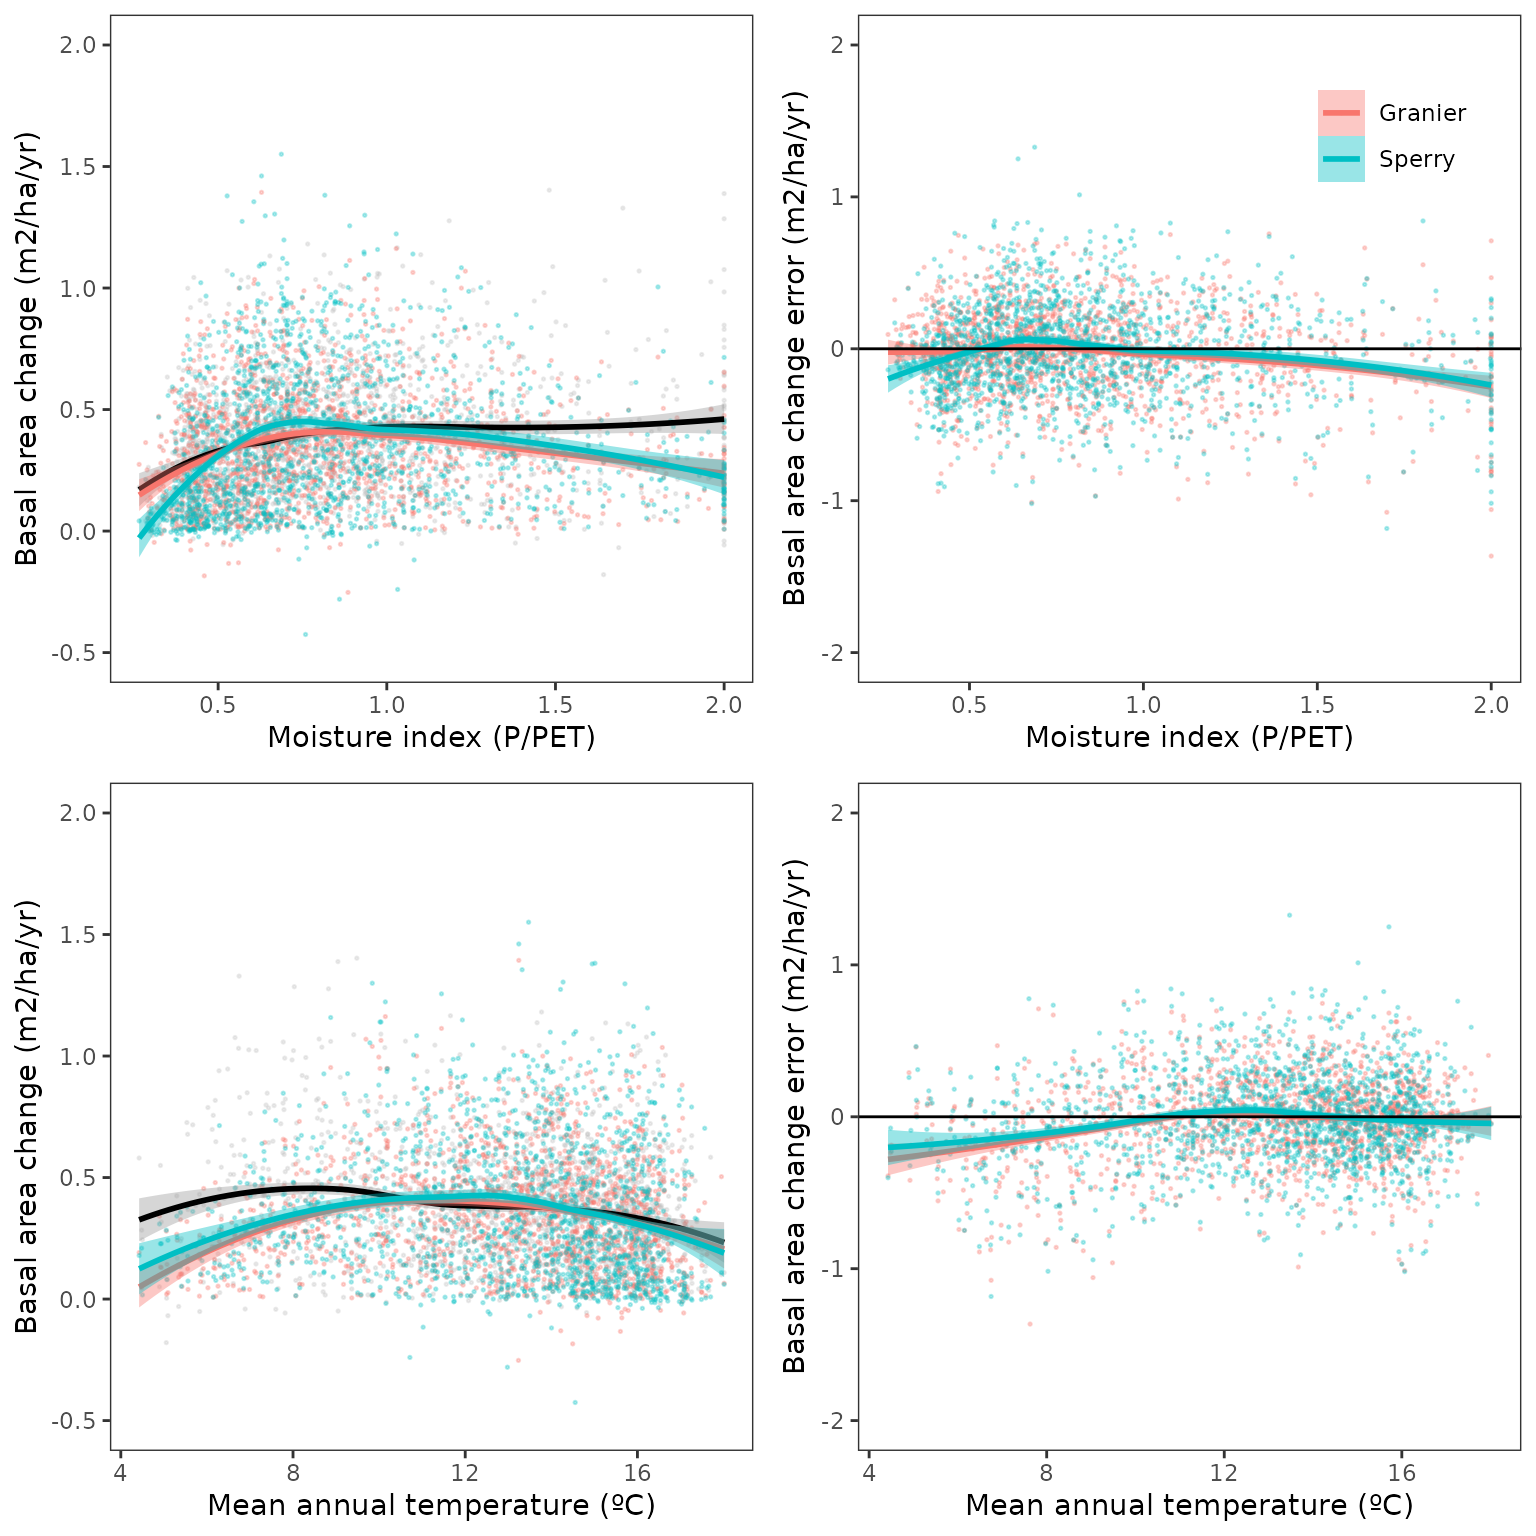 Basal area change (m2/ha/yr)
2.0
1.5
1.0
0.5
0.0
-0.5
0.5 1.0 1.5 2.0
Moisture index (P/PET)
Basal area change error (m2/ha/yr)
2
1
0
-1
-2
Granier
Sperry
0.5 1.0 1.5 2.0
Moisture index (P/PET)
Basal area change (m2/ha/yr)
2.0
1.5
1.0
0.5
0.0
-0.5
4 8 12 16
Mean annual temperature (ºC)
Basal area change error (m2/ha/yr)
2
1
0
-1
-2
4 8 12 16
Mean annual temperature (ºC)